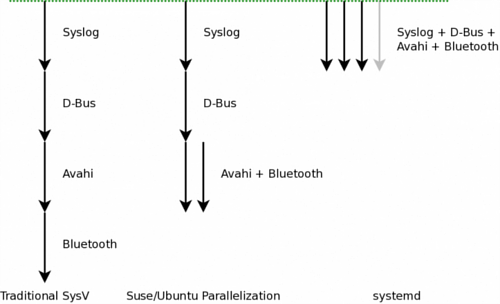 Syslog
D-Bus
Avahi
Bluetooth
Traditional SysV
Syslog
D-Bus
Avahi + Bluetooth
Suse/Ubuntu Parallelization
Syslog + D-Bus +
Avahi + Bluetooth
systemd